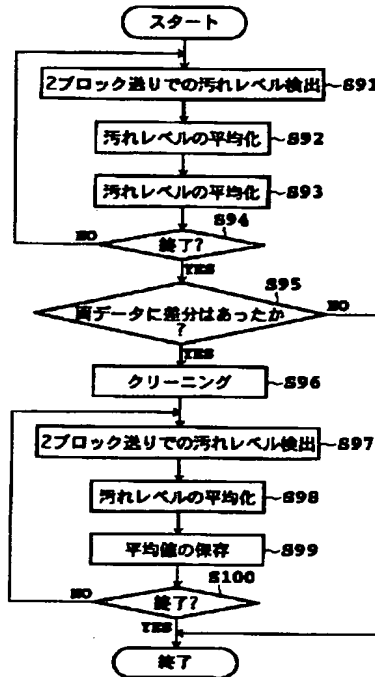 スタート
2ブロック送りでの汚れレベル検出 S91
汚れレベルの平均化 S92
汚れレベルの平均化 S93
S94
NO 終了?
YES
S95
両データに差分はあったか NO
?
YES
クリーニング S96
2ブロック送りでの汚れレベル検出 S97
汚れレベルの平均化 S98
平均値の保存 S99
S100
NO 終了?
YES
終了